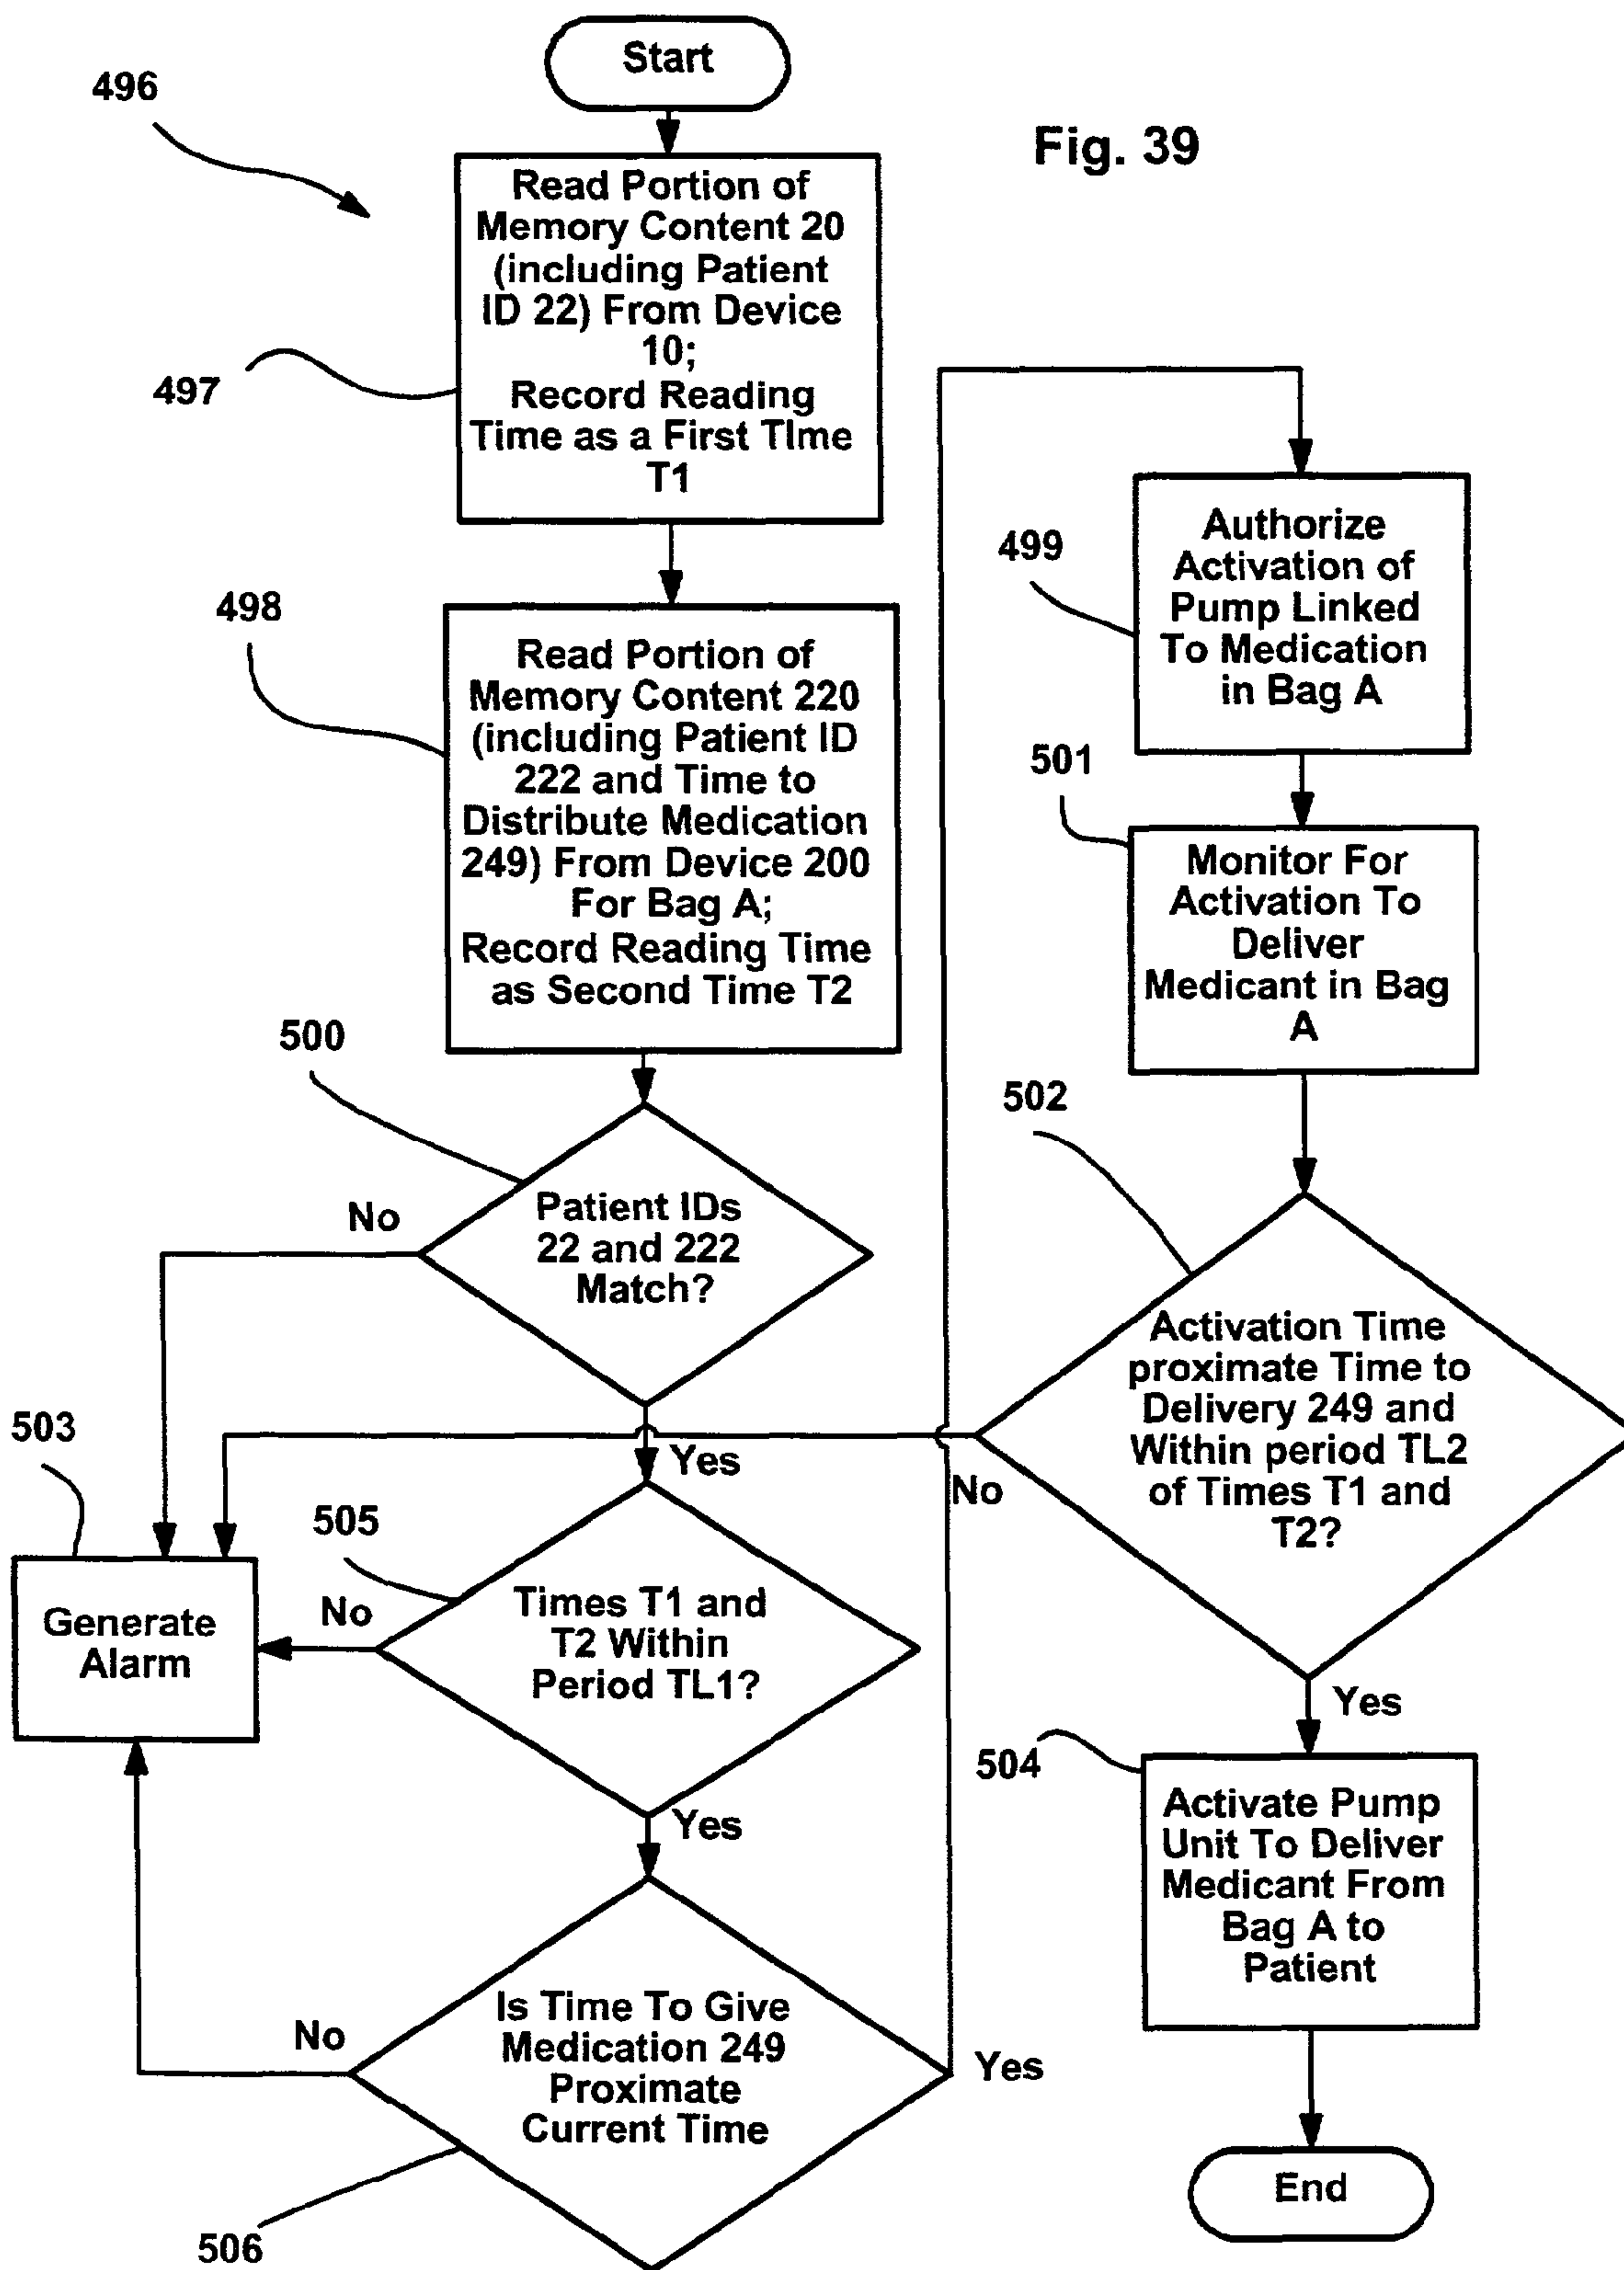 Start
496
Fig. 39
Read Portion of
Memory Content 20
(including Patient
ID 22) From Device
10;
Record Reading
Time as a First TIme
T1
497
498
Read Portion of
Memory Content 220
(including Patient ID
222 and Time to
Distribute Medication
249) From Device 200
For Bag A;
Record Reading Time
as Second Time T2
500
Patient IDs
22 and 222
Match?
No
Yes
503
Generate
Alarm
505
No
Times T1 and
T2 Within
Period TL1?
Yes
No
Is Time To Give
Medication 249
Proximate
Current Time
Yes
506
499
Authorize
Activation of
Pump Linked
To Medication
in Bag A
501
Monitor For
Activation To
Deliver
Medicant in Bag
A
502
Activation Time
proximate Time to
Delivery 249 and
Within period TL2
of Times T1 and
T2?
No
Yes
504
Activate Pump
Unit To Deliver
Medicant From
Bag A to
Patient
End